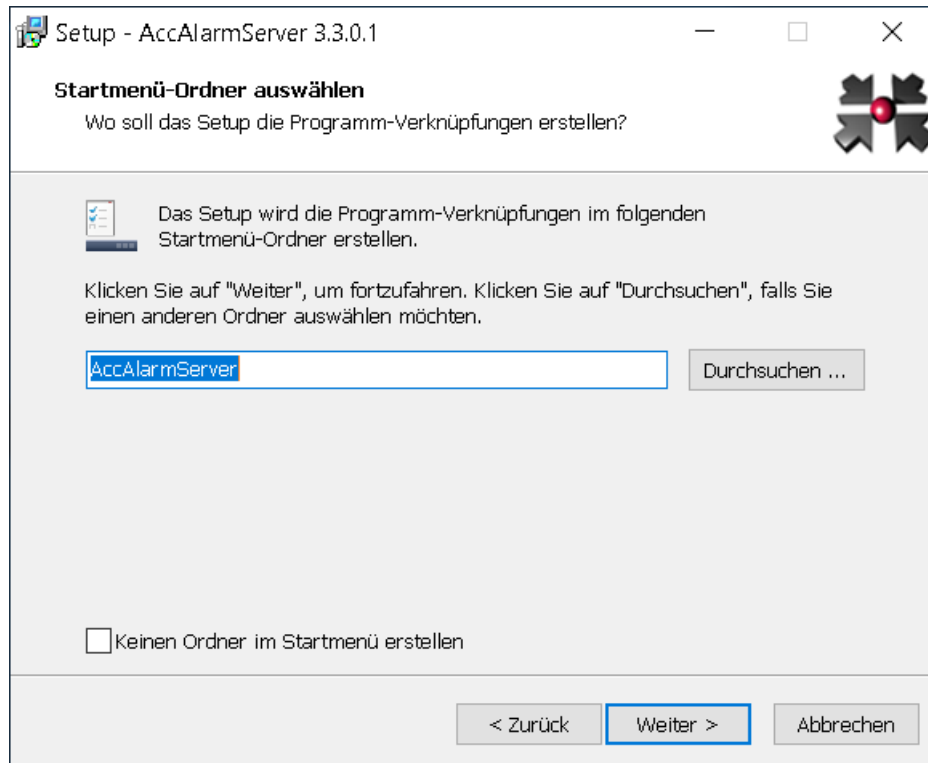 Setup - AccAlarmServer 3.3.0.1
Startmenü-Ordner auswählen
Wo soll das Setup die Programm-Verknüpfungen erstellen?
Das Setup wird die Programm-Verknüpfungen im folgenden
Startmenü-Ordner erstellen.
Klicken Sie auf "Weiter", um fortzufahren. Klicken Sie auf "Durchsuchen", falls Sie
einen anderen Ordner auswählen möchten.
AccAlarmServer
Durchsuchen ...
Keinen Ordner im Startmenü erstellen
< Zurück
Weiter >
Abbrechen